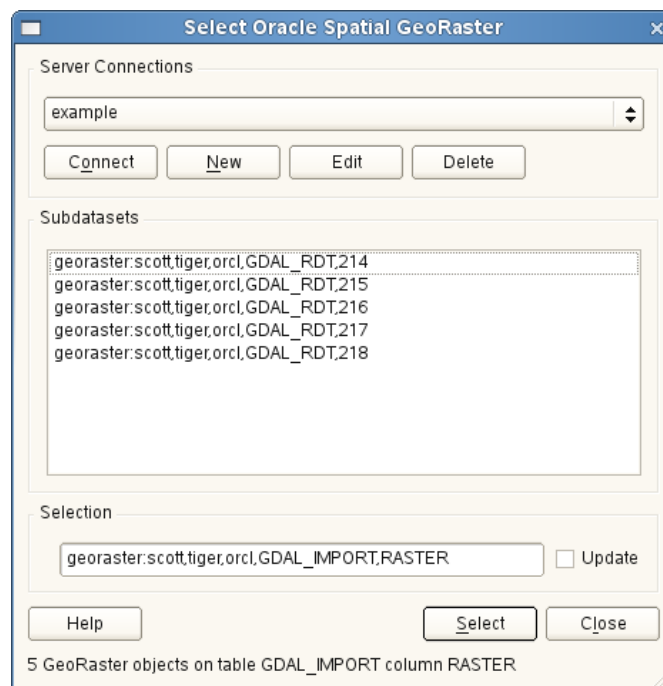 Select Oracle Spatial GeoRaster
Server Connections
example
Connect New Edit Delete
Subdatasets
georaster:scott,tiger,orcl,GDAL_RDT,214
georaster:scott,tiger,orcl,GDAL_RDT,215
georaster:scott,tiger,orcl,GDAL_RDT,216
georaster:scott,tiger,orcl,GDAL_RDT,217
georaster:scott,tiger,orcl,GDAL_RDT,218
Selection
georaster:scott,tiger,orcl,GDAL_IMPORT,RASTER Update
Help Select Close
5 GeoRaster objects on table GDAL_IMPORT column RASTER